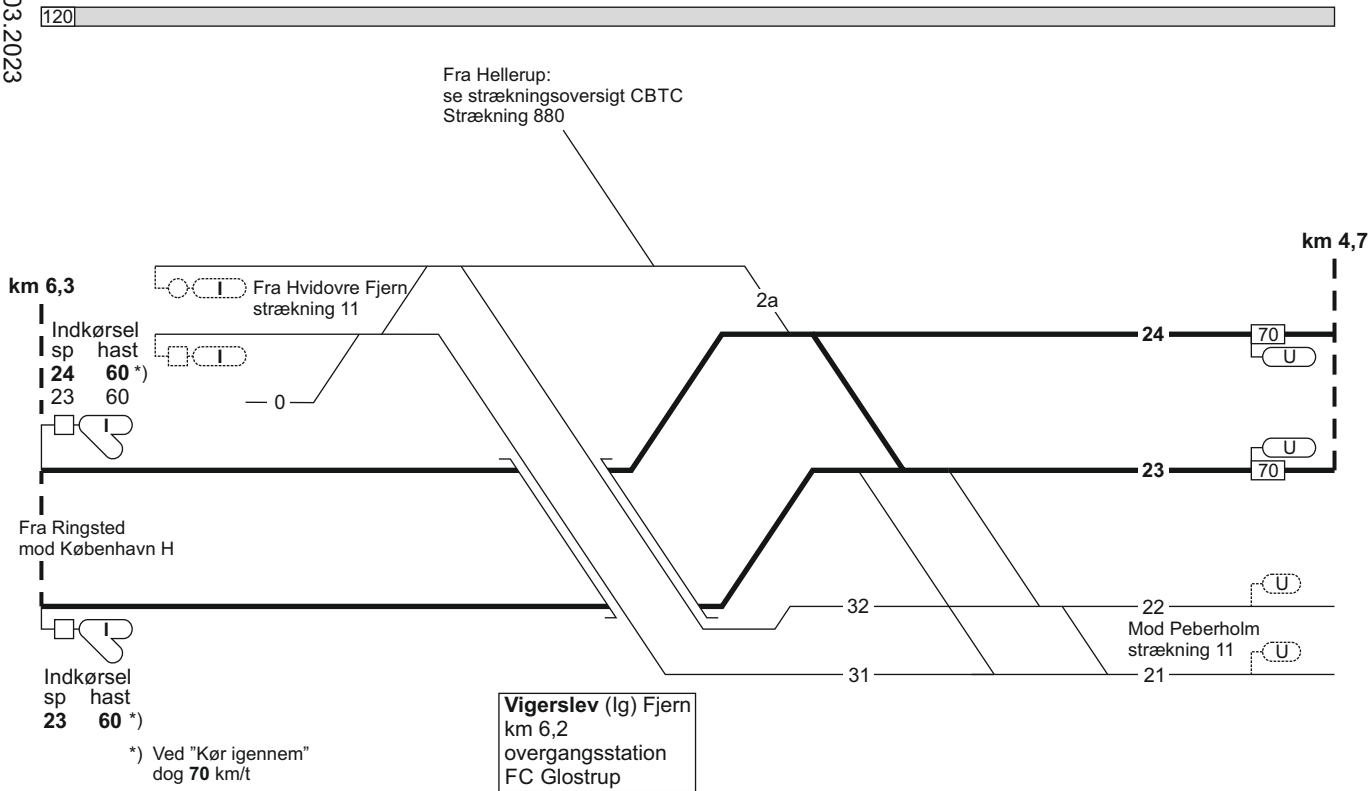 03.2023
120
Fra Hellerup:
se strækningsoversigt CBTC
Strækning 880
km 4,7
km 6,3
I
Fra Hvidovre Fjern
strækning 11
2a
Indkørsel
sp hast
24 60 *)
23 60
I
24
70
U
0
I
U
23
70
Fra Ringsted
mod København H
U
32
22
I
Mod Peberholm
strækning 11
U
31
21
Indkørsel
sp hast
23 60 *)
*) Ved "Kør igennem"
dog 70 km/t
Vigerslev (Ig) Fjern
km 6,2
overgangsstation
FC Glostrup